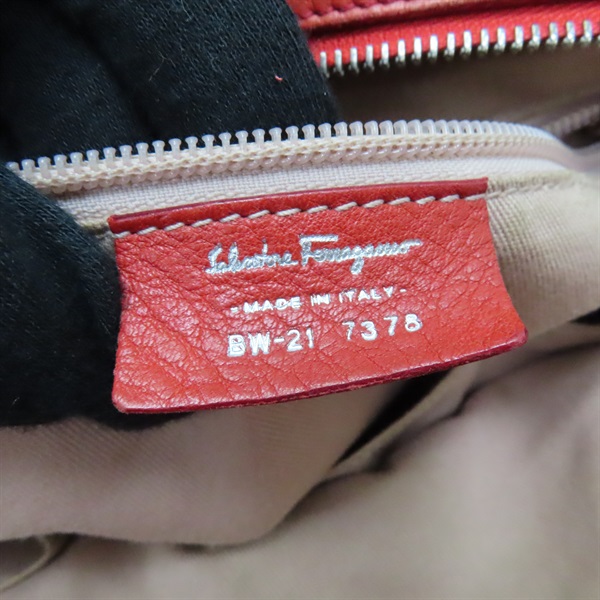 Salvatore Ferragamo
- MADE IN ITALY -
BW-21 7378